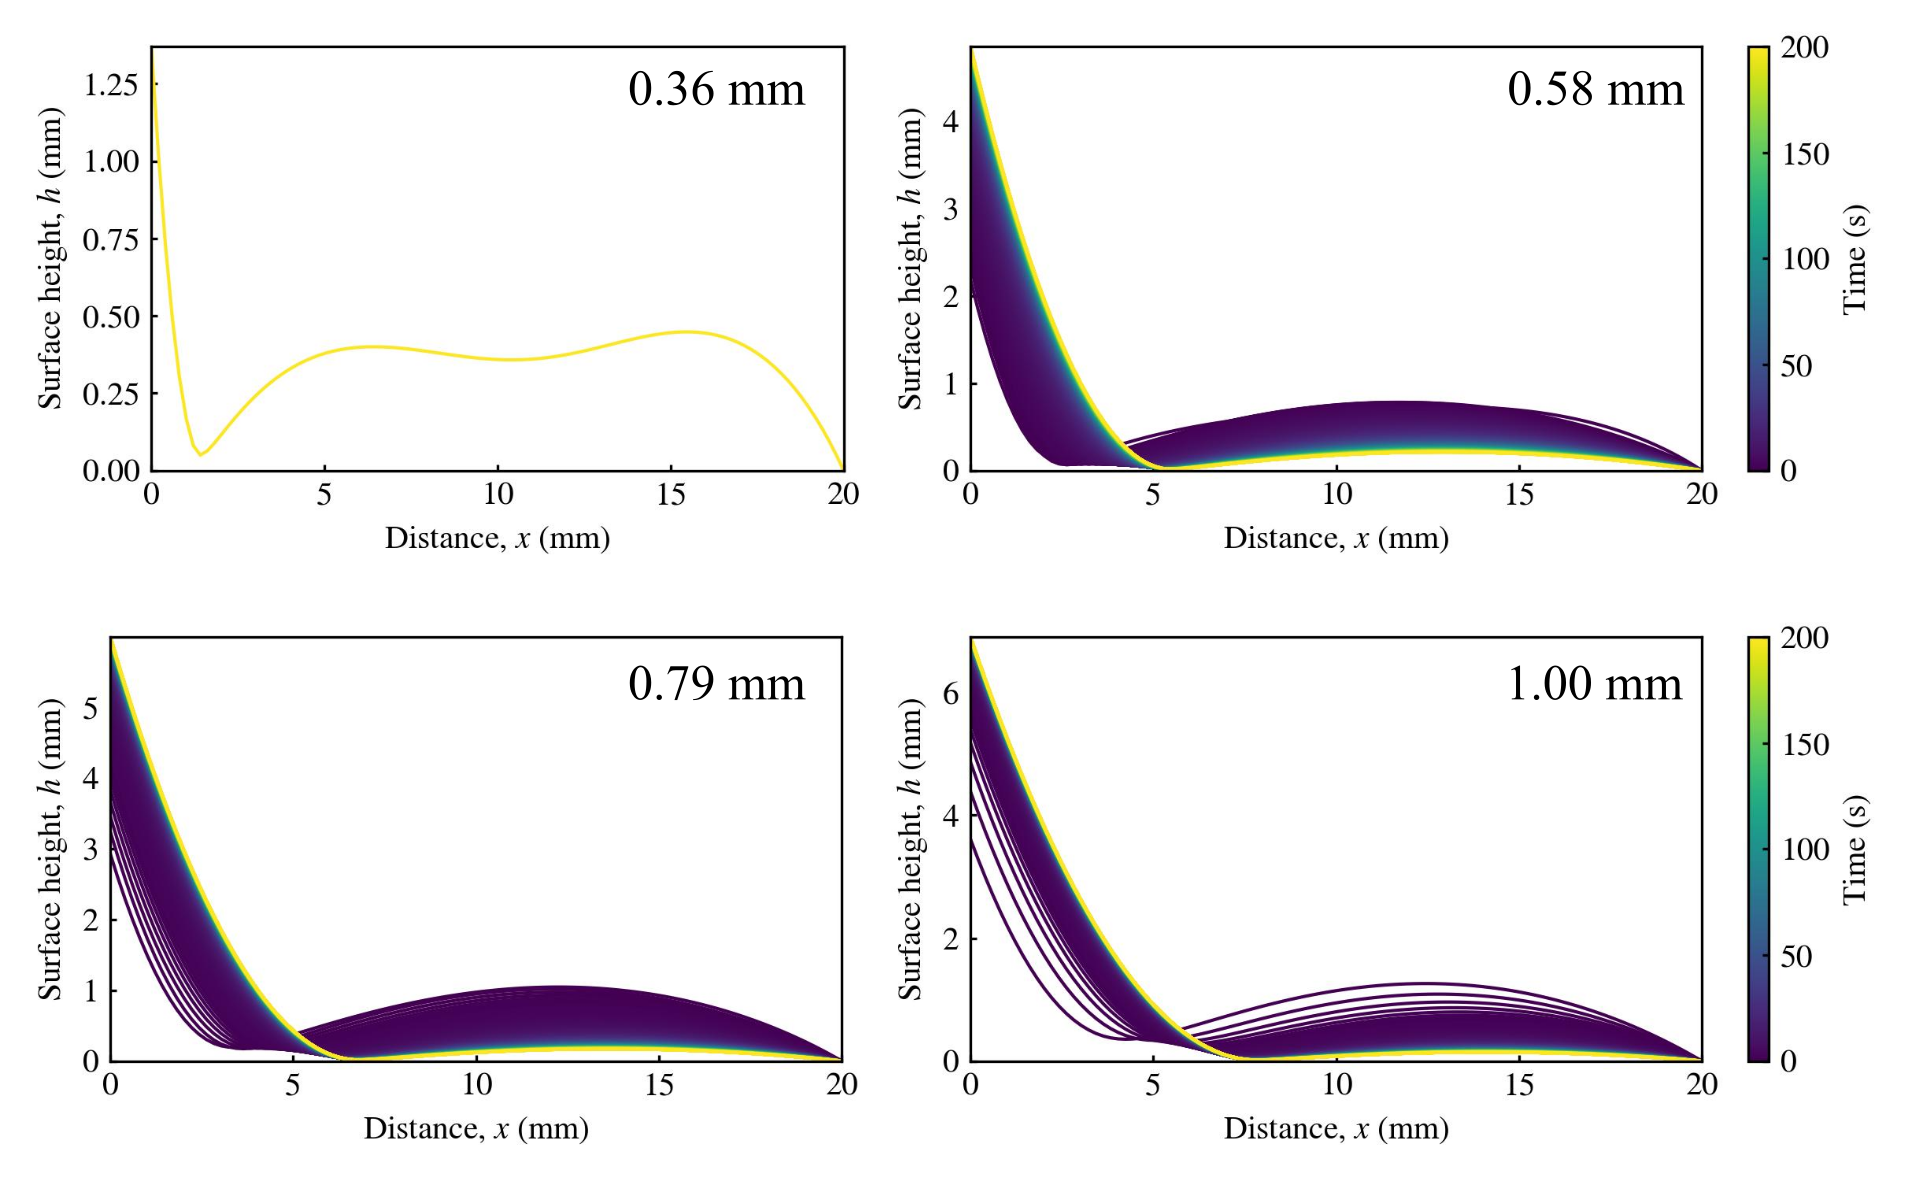 0.36 mm
1.25
1.00
0.75
0.50
0.25
0.00
Surface height, h (mm)
0 5 10 15 20
Distance, x (mm)
0.58 mm
4
3
2
1
0
Surface height, h (mm)
0 5 10 15 20
Distance, x (mm)
200
150
100
50
0
Time (s)
0.79 mm
5
4
3
2
1
0
Surface height, h (mm)
0 5 10 15 20
Distance, x (mm)
1.00 mm
6
4
2
0
Surface height, h (mm)
0 5 10 15 20
Distance, x (mm)
200
150
100
50
0
Time (s)